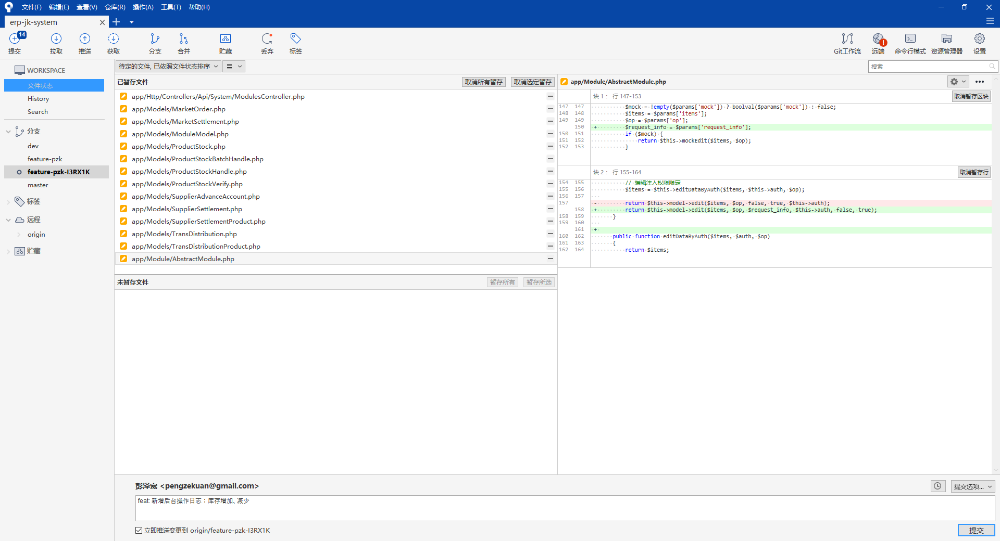 文件(F) 编辑(E) 查看(V) 仓库(R) 操作(A) 工具(T) 帮助(H)
erp-jk-system
14
提交 拉取 推送 获取 分支 合并 贮藏 丢弃 标签 Git工作流 远端 命令行模式 资源管理器 设置
WORKSPACE
文件状态
History
Search
分支
dev
feature-pzk
feature-pzk-I3RX1K
master
标签
远程
origin
贮藏
待定的文件, 已依照文件状态排序
搜索
已暂存文件 取消所有暂存 取消选定暂存
app/Http/Controllers/Api/System/ModulesController.php
app/Models/MarketOrder.php
app/Models/MarketSettlement.php
app/Models/ModuleModel.php
app/Models/ProductStock.php
app/Models/ProductStockBatchHandle.php
app/Models/ProductStockHandle.php
app/Models/ProductStockVerify.php
app/Models/SupplierAdvanceAccount.php
app/Models/SupplierSettlement.php
app/Models/SupplierSettlementProduct.php
app/Models/TransDistribution.php
app/Models/TransDistributionProduct.php
app/Module/AbstractModule.php
未暂存文件 暂存所有 暂存所选
app/Module/AbstractModule.php
块 1： 行 147-153 取消暂存区块
147 147 $mock = !empty($params['mock']) ? boolval($params['mock']) : false;
148 148 $items = $params['items'];
149 149 $op = $params['op'];
150 + $request_info = $params['request_info'];
150 151 if ($mock) {
151 152 return $this->mockEdit($items, $op);
152 153 }
块 2： 行 155-164 取消暂存行
154 155 // 编辑注入权限限定
155 156 $items = $this->editDataByAuth($items, $this->auth, $op);
156 157
157 - return $this->model->edit($items, $op, false, true, $this->auth);
158 + return $this->model->edit($items, $op, $request_info, $this->auth, false, true);
158 159 }
159 160
161 +
160 162 public function editDataByAuth($items, $auth, $op)
161 163 {
162 164 return $items;
彭泽宽 <pengzekuan@gmail.com> 提交选项...
feat: 新增后台操作日志：库存增加、减少
立即推送变更到 origin/feature-pzk-I3RX1K 提交